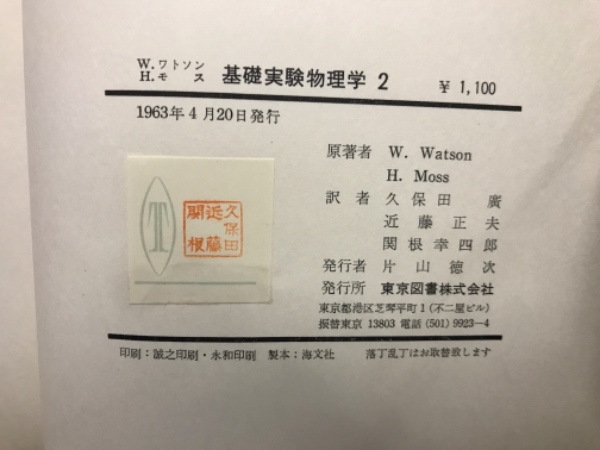 W. ワトソン
H. モ ス 基礎実験物理学 2 ¥ 1,100
1963年4月20日発行
原著者 W. Watson
H. Moss
訳者 久保田 廣
近藤正夫
関根幸四郎
発行者 片山徳次
発行所 東京図書株式会社
東京都港区芝琴平町1(不二屋ビル)
振替東京 13803 電話 (501) 9923-4
T
久保田
近藤
関根
印刷：誠之印刷・永和印刷 製本：海文社 落丁乱丁はお取替致します